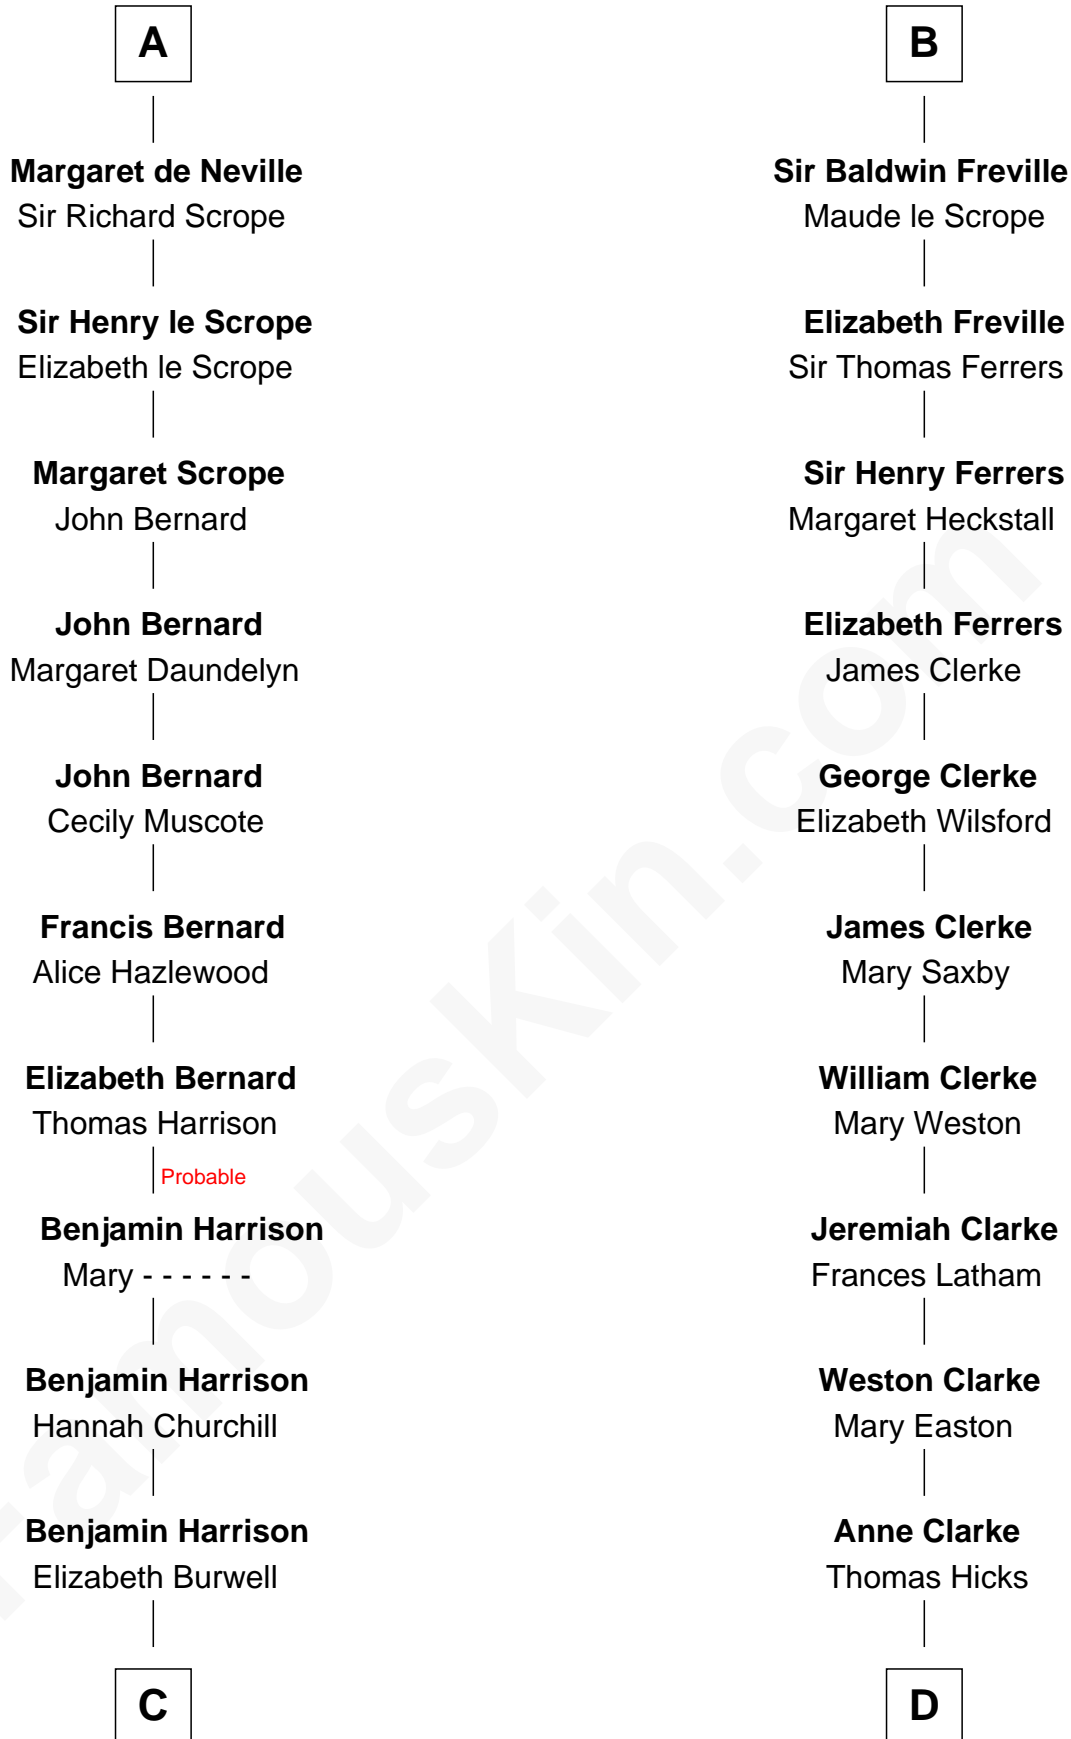 A
Margaret de Neville
Sir Richard Scrope
Sir Henry le Scrope
Elizabeth le Scrope
Margaret Scrope
John Bernard
John Bernard
Margaret Daundelyn
John Bernard
Cecily Muscote
Francis Bernard
Alice Hazlewood
Elizabeth Bernard
Thomas Harrison
Probable
Benjamin Harrison
Mary - - - - - -
Benjamin Harrison
Hannah Churchill
Benjamin Harrison
Elizabeth Burwell
C
B
Sir Baldwin Freville
Maude le Scrope
Elizabeth Freville
Sir Thomas Ferrers
Sir Henry Ferrers
Margaret Heckstall
Elizabeth Ferrers
James Clerke
George Clerke
Elizabeth Wilsford
James Clerke
Mary Saxby
William Clerke
Mary Weston
Jeremiah Clarke
Frances Latham
Weston Clarke
Mary Easton
Anne Clarke
Thomas Hicks
D
FamousKin.com